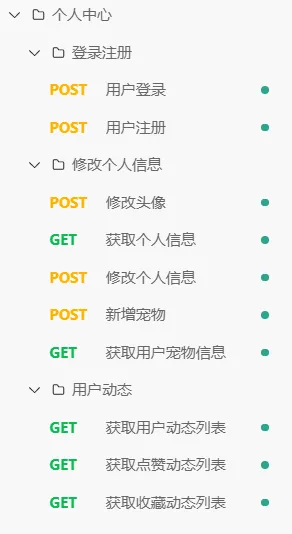 个人中心
登录注册
POST 用户登录
POST 用户注册
修改个人信息
POST 修改头像
GET 获取个人信息
POST 修改个人信息
POST 新增宠物
GET 获取用户宠物信息
用户动态
GET 获取用户动态列表
GET 获取点赞动态列表
GET 获取收藏动态列表